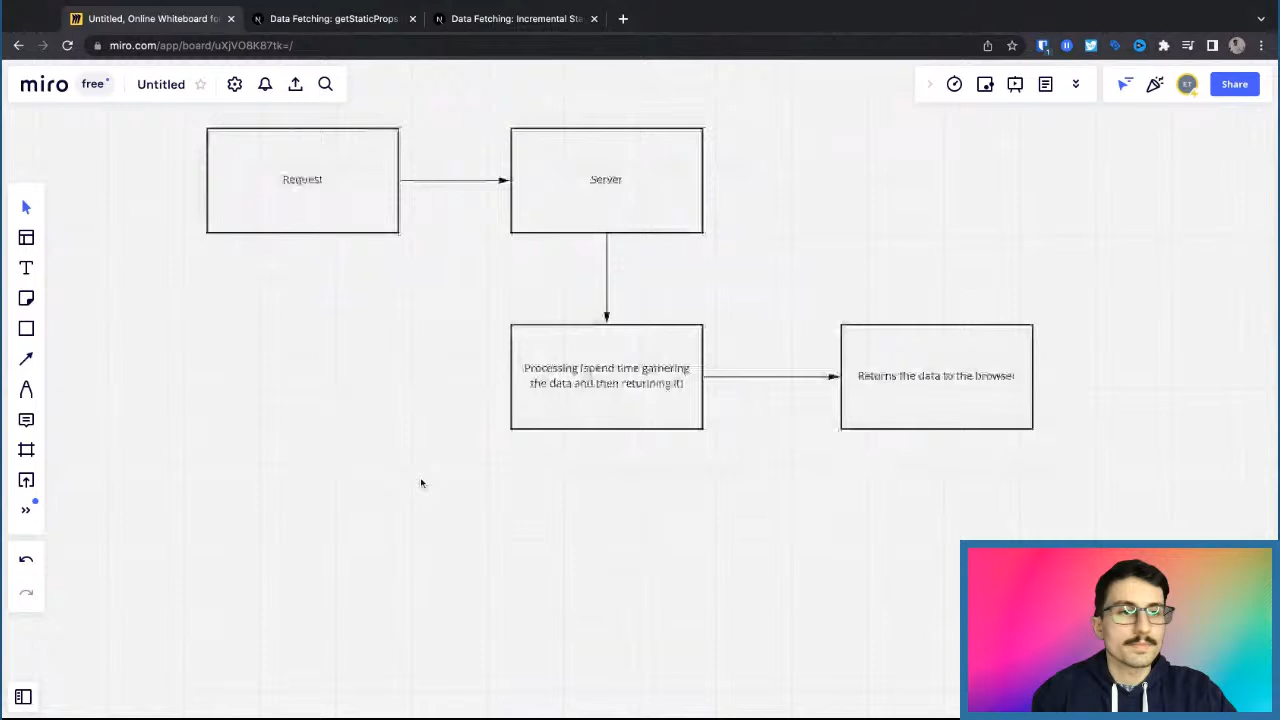 Untitled, Online Whiteboard fo
Data Fetching: getStaticProps
Data Fetching: Incremental Sta
miro.com/app/board/uXjVO8K87tk=/
miro
free
Untitled
Share
Request
Server
Processing (spend time gathering
the data and then returning it)
Returns the data to the browser